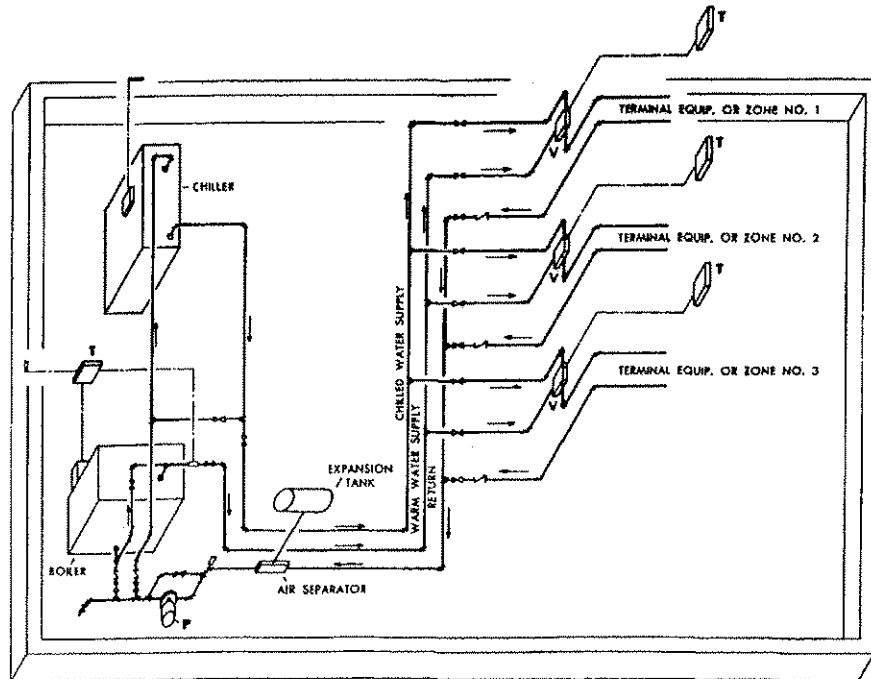 T
TERMINAL EQUIP. OR ZONE NO. 1
V
T
CHILLER
TERMINAL EQUIP. OR ZONE NO. 2
V
T
CHILLED WATER SUPPLY
WARM WATER SUPPLY
RETURN
T
TERMINAL EQUIP. OR ZONE NO. 3
V
EXPANSION
TANK
BOILER
AIR SEPARATOR
P